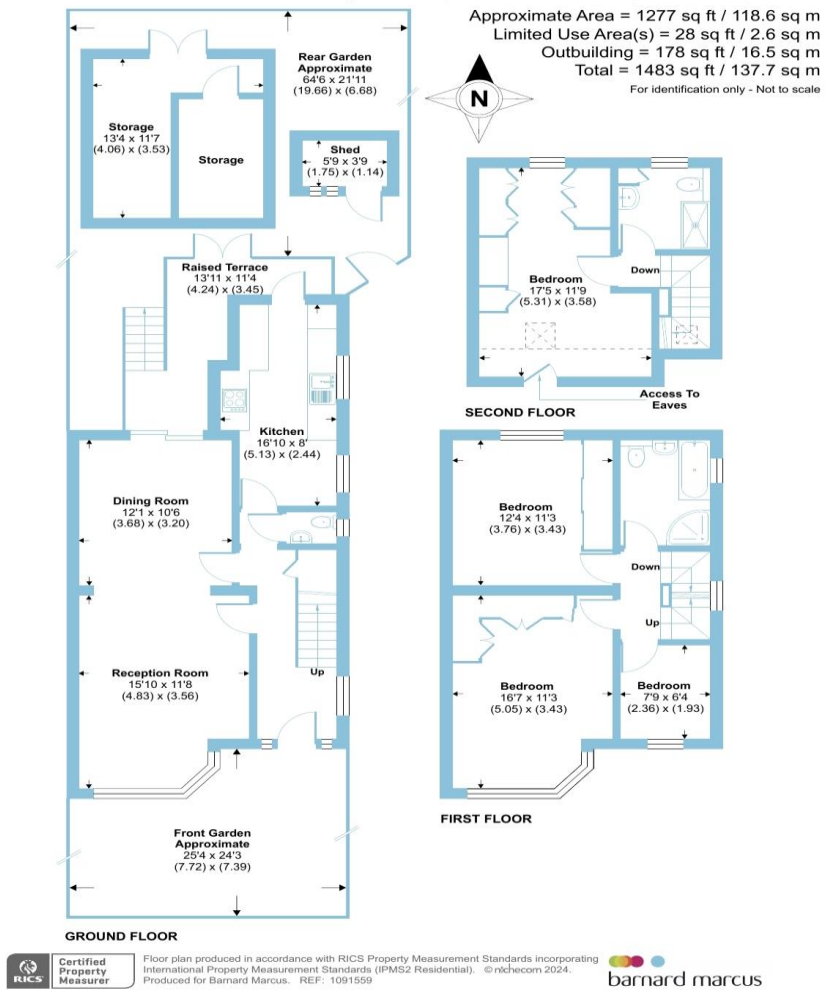 Approximate Area = 1277 sq ft / 118.6 sq m
Limited Use Area(s) = 28 sq ft / 2.6 sq m
Outbuilding = 178 sq ft / 16.5 sq m
Total = 1483 sq ft / 137.7 sq m
For identification only - Not to scale
N
Rear Garden
Approximate
64'6 x 21'11
(19.66) x (6.68)
Storage
13'4 x 11'7
(4.06) x (3.53)
Storage
Shed
5'9 x 3'9
(1.75) x (1.14)
Raised Terrace
13'11 x 11'4
(4.24) x (3.45)
Kitchen
16'10 x 8'
(5.13) x (2.44)
Dining Room
12'1 x 10'6
(3.68) x (3.20)
Reception Room
15'10 x 11'8
(4.83) x (3.56)
Up
Front Garden
Approximate
25'4 x 24'3
(7.72) x (7.39)
GROUND FLOOR
Bedroom
17'5 x 11'9
(5.31) x (3.58)
Down
Access To
Eaves
SECOND FLOOR
Bedroom
12'4 x 11'3
(3.76) x (3.43)
Down
Up
Bedroom
16'7 x 11'3
(5.05) x (3.43)
Bedroom
7'9 x 6'4
(2.36) x (1.93)
FIRST FLOOR
RICS
Certified
Property
Measurer
Floor plan produced in accordance with RICS Property Measurement Standards incorporating
International Property Measurement Standards (IPMS2 Residential). © nichecom 2024.
Produced for Barnard Marcus. REF: 1091559
barnard marcus